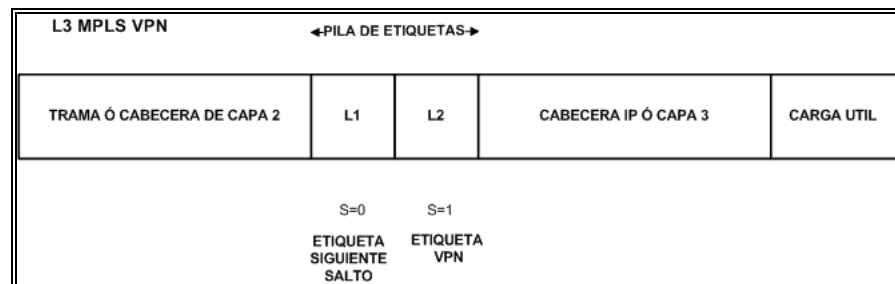 L3 MPLS VPN
PILA DE ETIQUETAS
TRAMA Ó CABECERA DE CAPA 2
L1
L2
CABECERA IP Ó CAPA 3
CARGA UTIL
S=0
S=1
ETIQUETA
SIGUIENTE
SALTO
ETIQUETA
VPN